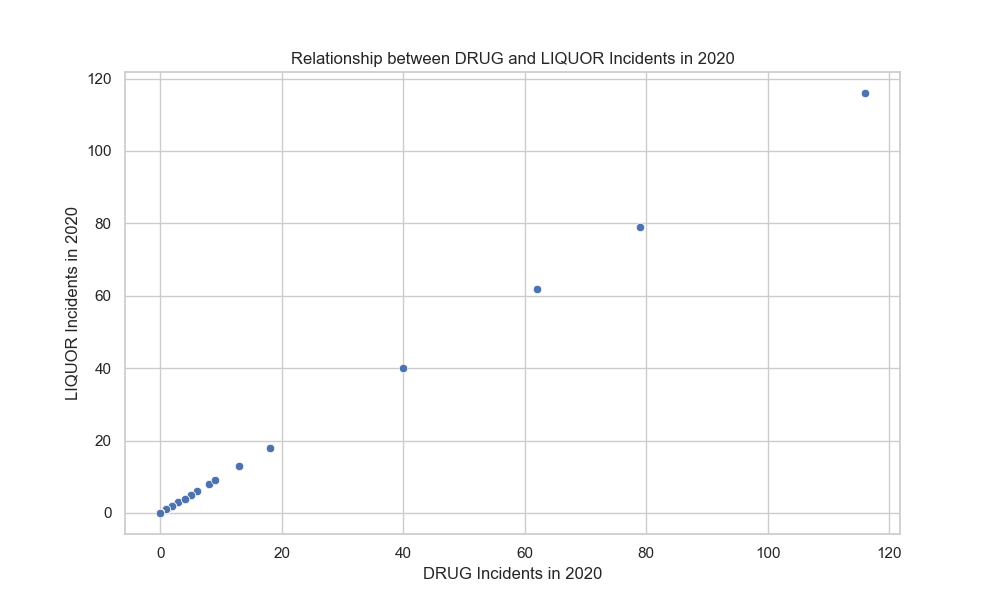 Relationship between DRUG and LIQUOR Incidents in 2020
120
100
80
60
40
20
0
LIQUOR Incidents in 2020
0 20 40 60 80 100 120
DRUG Incidents in 2020